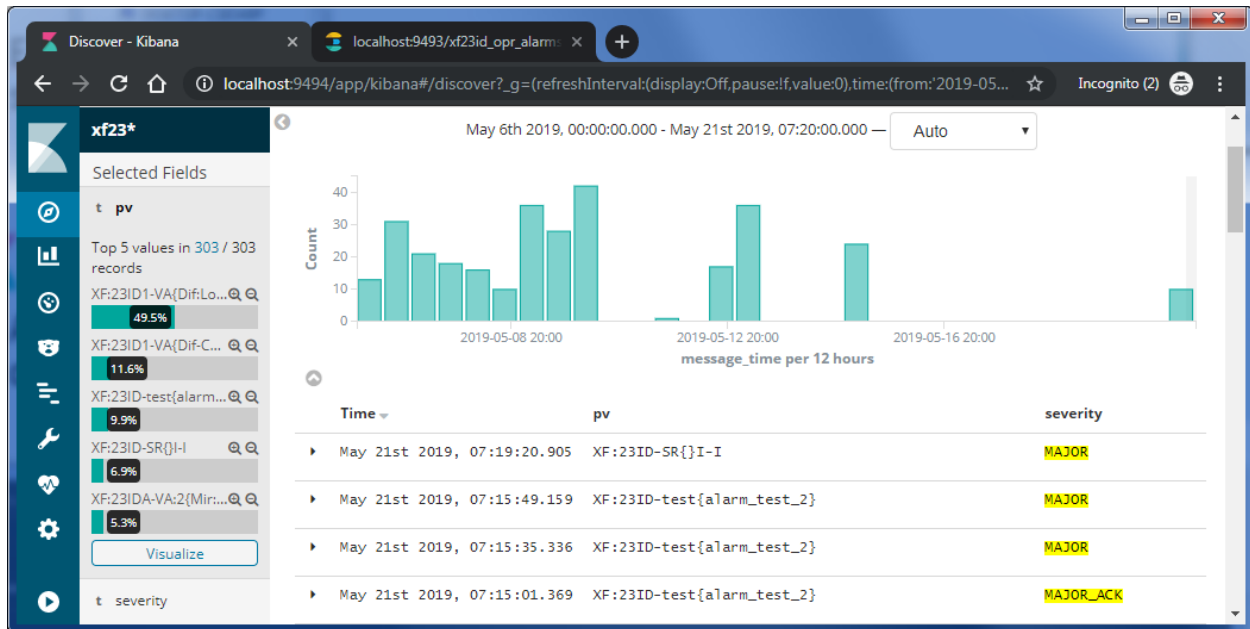 Discover - Kibana
localhost:9493/xf23id_opr_alarms
localhost:9494/app/kibana#/discover?_g=(refreshInterval:(display:Off,pause:!f,value:0),time:(from:'2019-05...
Incognito (2)
xf23*
Selected Fields
t pv
Top 5 values in 303 / 303
records
XF:23ID1-VA{Dif:Lo...
49.5%
XF:23ID1-VA{Dif-C...
11.6%
XF:23ID-test{alarm...
9.9%
XF:23ID-SR{}I-I
6.9%
XF:23IDA-VA:2{Mir:...
5.3%
Visualize
t severity
May 6th 2019, 00:00:00.000 - May 21st 2019, 07:20:00.000 —
Auto
Count
40
30
20
10
0
2019-05-08 20:00
2019-05-12 20:00
2019-05-16 20:00
message_time per 12 hours
Time pv severity
May 21st 2019, 07:19:20.905 XF:23ID-SR{}I-I MAJOR
May 21st 2019, 07:15:49.159 XF:23ID-test{alarm_test_2} MAJOR
May 21st 2019, 07:15:35.336 XF:23ID-test{alarm_test_2} MAJOR
May 21st 2019, 07:15:01.369 XF:23ID-test{alarm_test_2} MAJOR_ACK